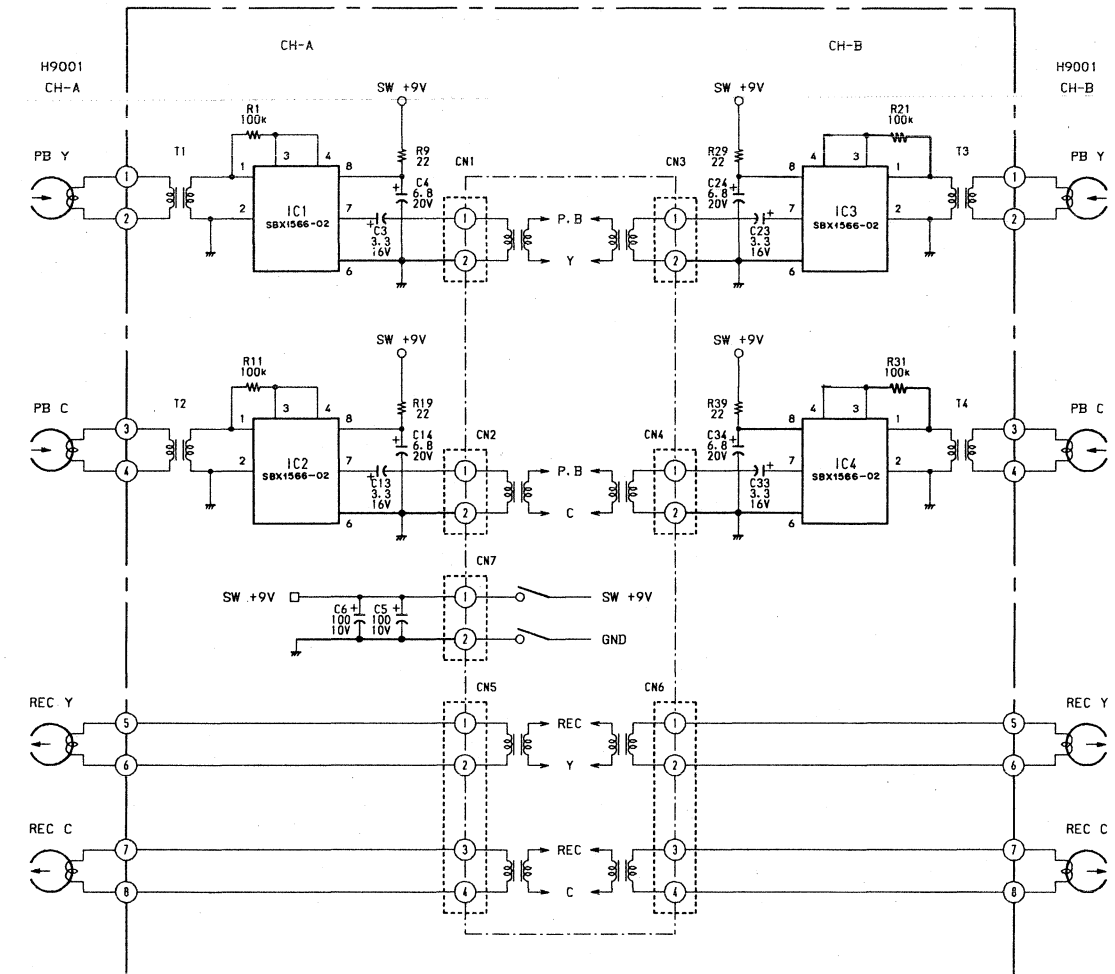 CH-A
CH-B
H9001
CH-A
H9001
CH-B
SW +9V
SW +9V
R1
100k
R21
100k
PB Y
1
2
T1
1
3
4
2
8
7
6
IC1
SBX1566-02
R9
22
C4
6.8
20V
C3
3.3
16V
CN1
1
2
P.B
Y
CN3
1
2
R29
22
C24
6.8
20V
C23
3.3
16V
4
3
1
8
7
2
6
IC3
SBX1566-02
T3
1
2
PB Y
SW +9V
SW +9V
R11
100k
R31
100k
PB C
3
4
T2
1
3
4
2
8
7
6
IC2
SBX1566-02
R19
22
C14
6.8
20V
C13
3.3
16V
CN2
1
2
P.B
C
CN4
1
2
R39
22
C34
6.8
20V
C33
3.3
16V
4
3
1
8
7
2
6
IC4
SBX1566-02
T4
3
4
PB C
CN7
SW +9V
C6
100
10V
C5
100
10V
1
2
SW +9V
GND
CN5
CN6
REC Y
5
6
1
2
REC
Y
1
2
5
6
REC Y
REC C
7
8
3
4
REC
C
3
4
7
8
REC C